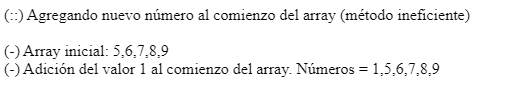 (::) Agregando nuevo número al comienzo del array (método ineficiente)
(-) Array inicial: 5,6,7,8,9
(-) Adición del valor 1 al comienzo del array. Números = 1,5,6,7,8,9